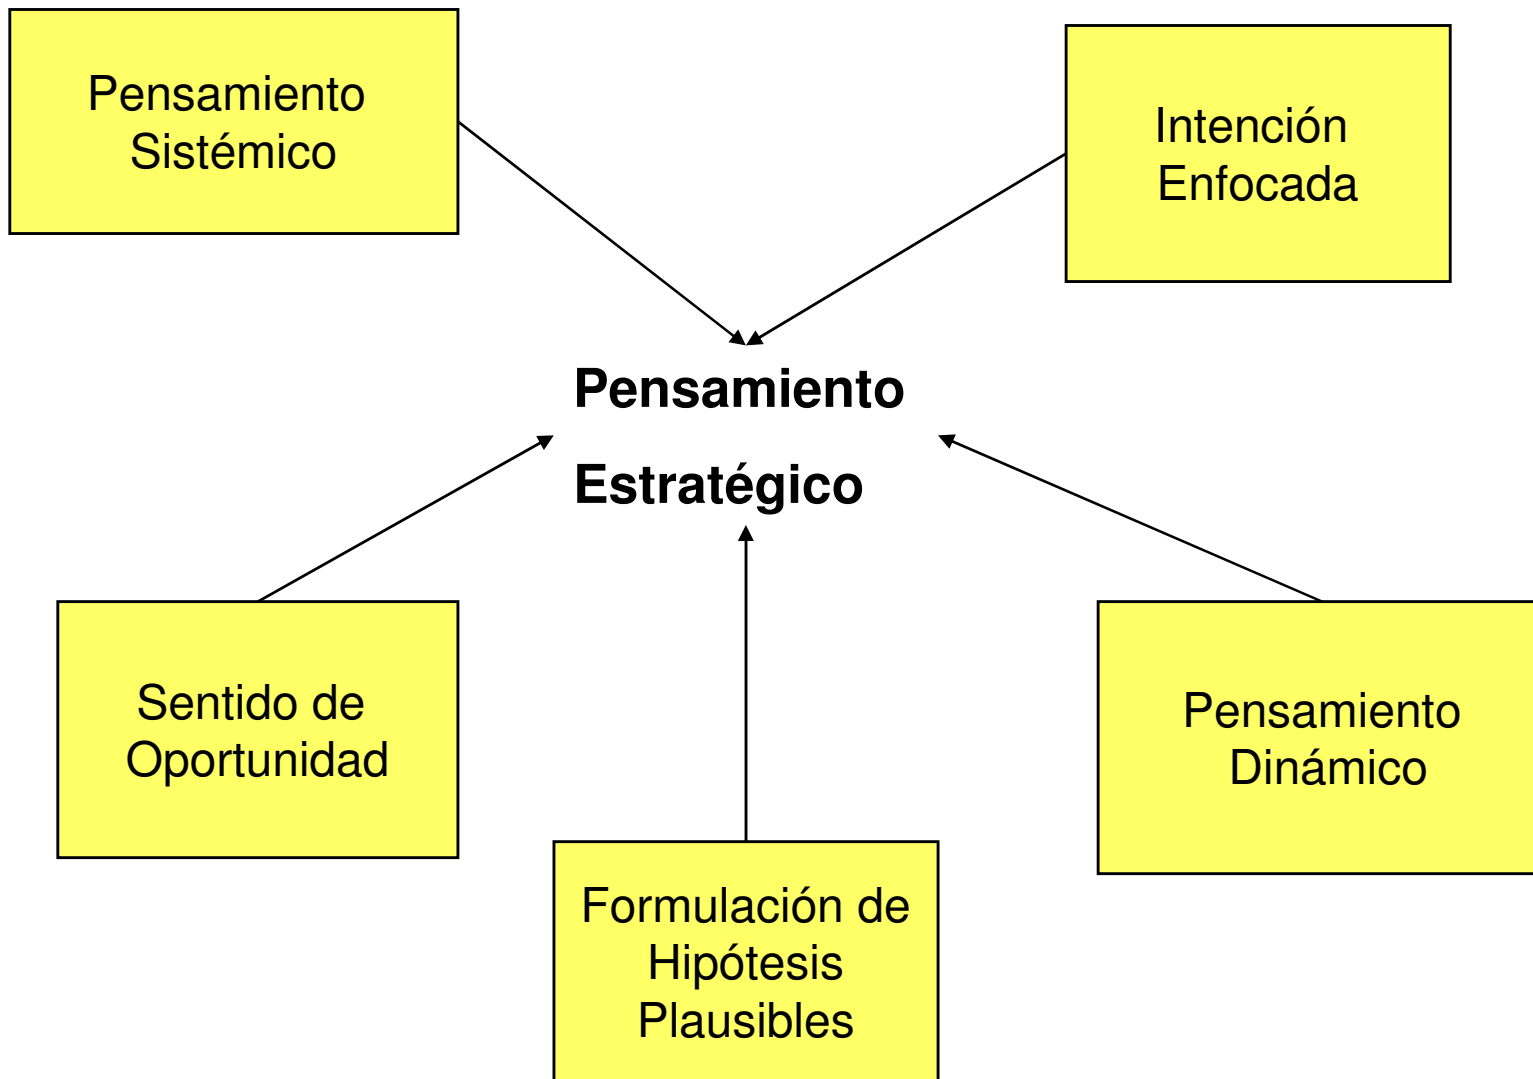 Pensamiento
Sistémico
Intención
Enfocada
Pensamiento
Estratégico
Sentido de
Oportunidad
Pensamiento
Dinámico
Formulación de
Hipótesis
Plausibles